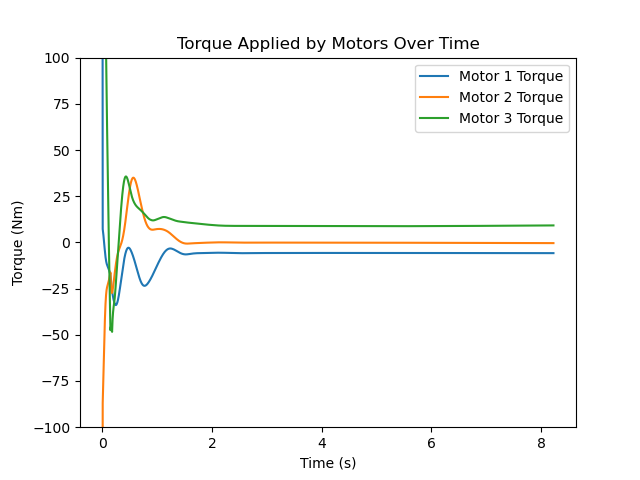 Torque Applied by Motors Over Time
Motor 1 Torque
Motor 2 Torque
Motor 3 Torque
Torque (Nm)
100
75
50
25
0
−25
−50
−75
−100
0 2 4 6 8
Time (s)